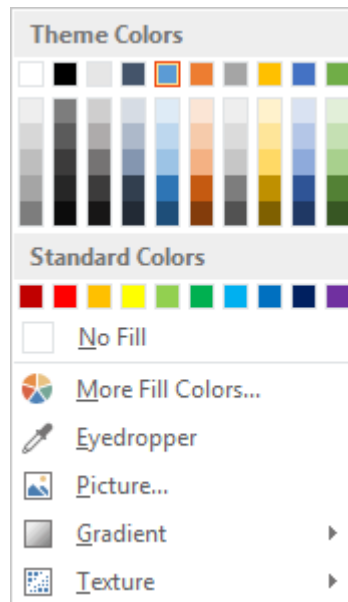 Theme Colors
Standard Colors
No Fill
More Fill Colors...
Eyedropper
Picture...
Gradient
Texture